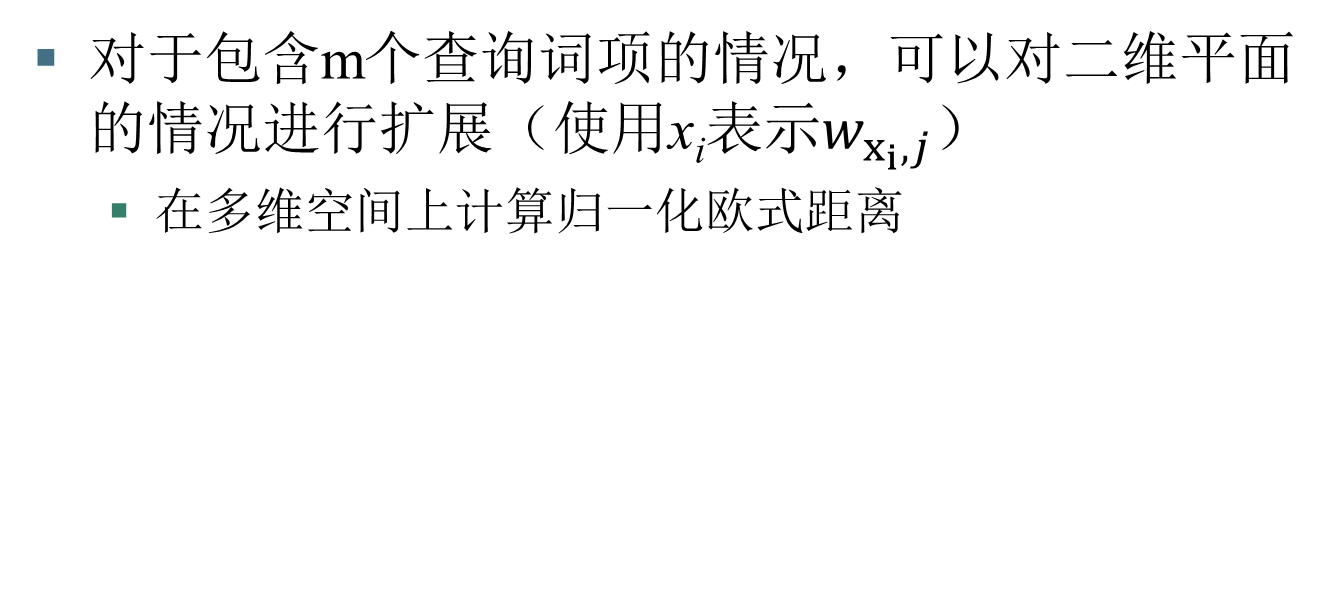 对于包含m个查询词项的情况，可以对二维平面
的情况进行扩展（使用xᵢ表示w_{xᵢ,j}）
在多维空间上计算归一化欧式距离